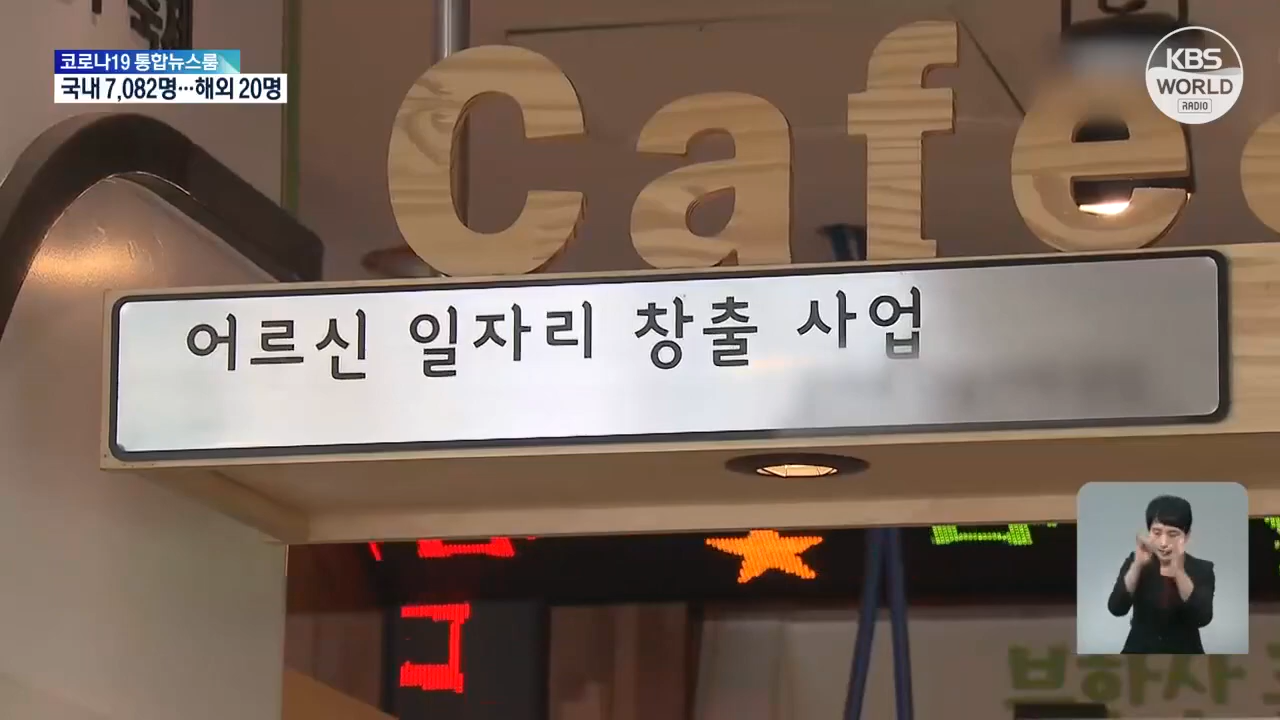 코로나19 통합뉴스룸
국내 7,082명…해외 20명
KBS
WORLD
RADIO
Cafe
어르신 일자리 창출 사업